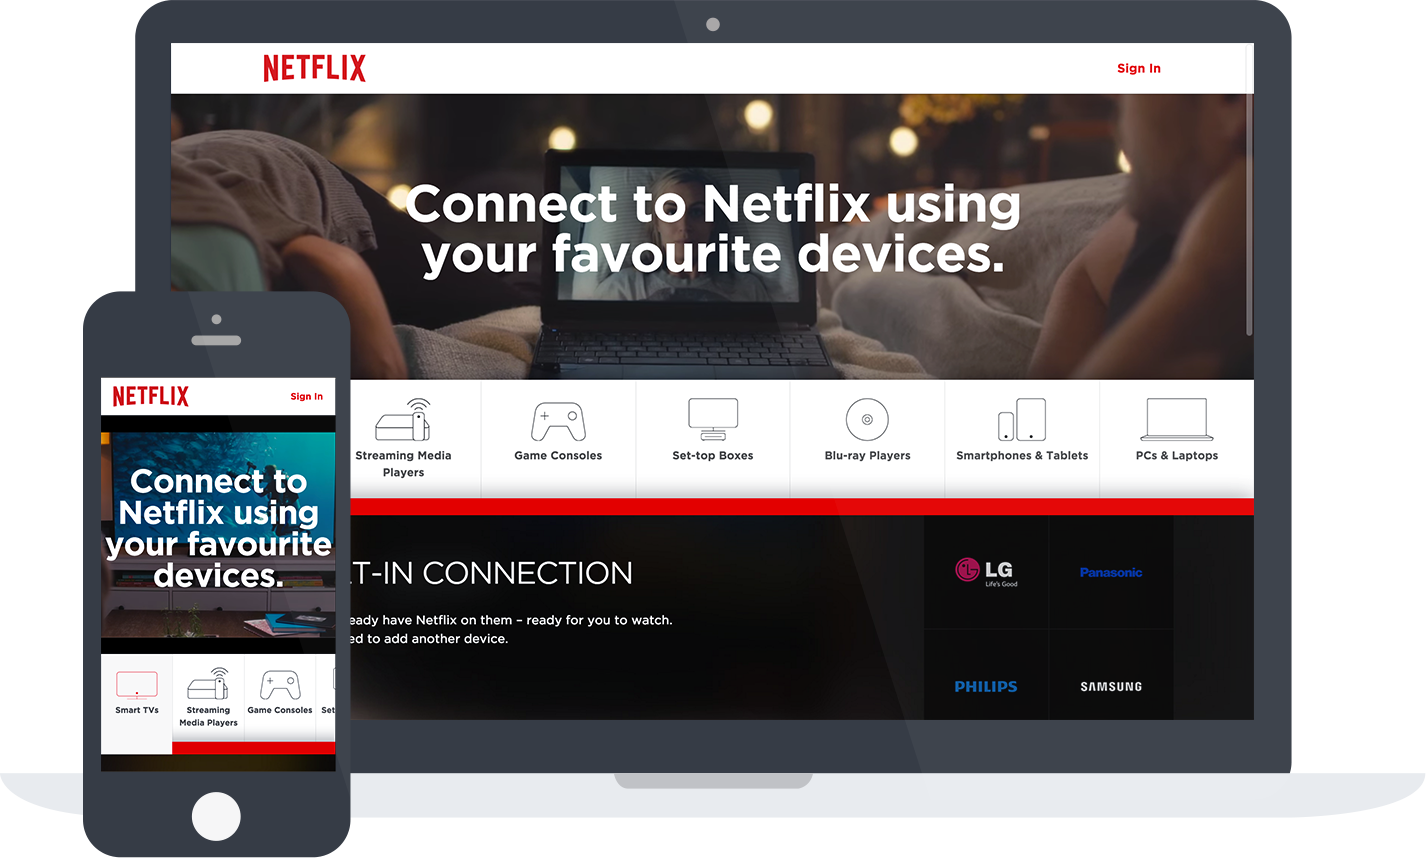 NETFLIX
Sign In
Connect to Netflix using
your favourite devices.
Streaming Media
Players
Game Consoles
Set-top Boxes
Blu-ray Players
Smartphones & Tablets
PCs & Laptops
T-IN CONNECTION
eady have Netflix on them – ready for you to watch.
ed to add another device.
LG
Life's Good
Panasonic
PHILIPS
SAMSUNG
NETFLIX
Sign In
Connect to
Netflix using
your favourite
devices.
Smart TVs
Streaming
Media Players
Game Consoles
Set